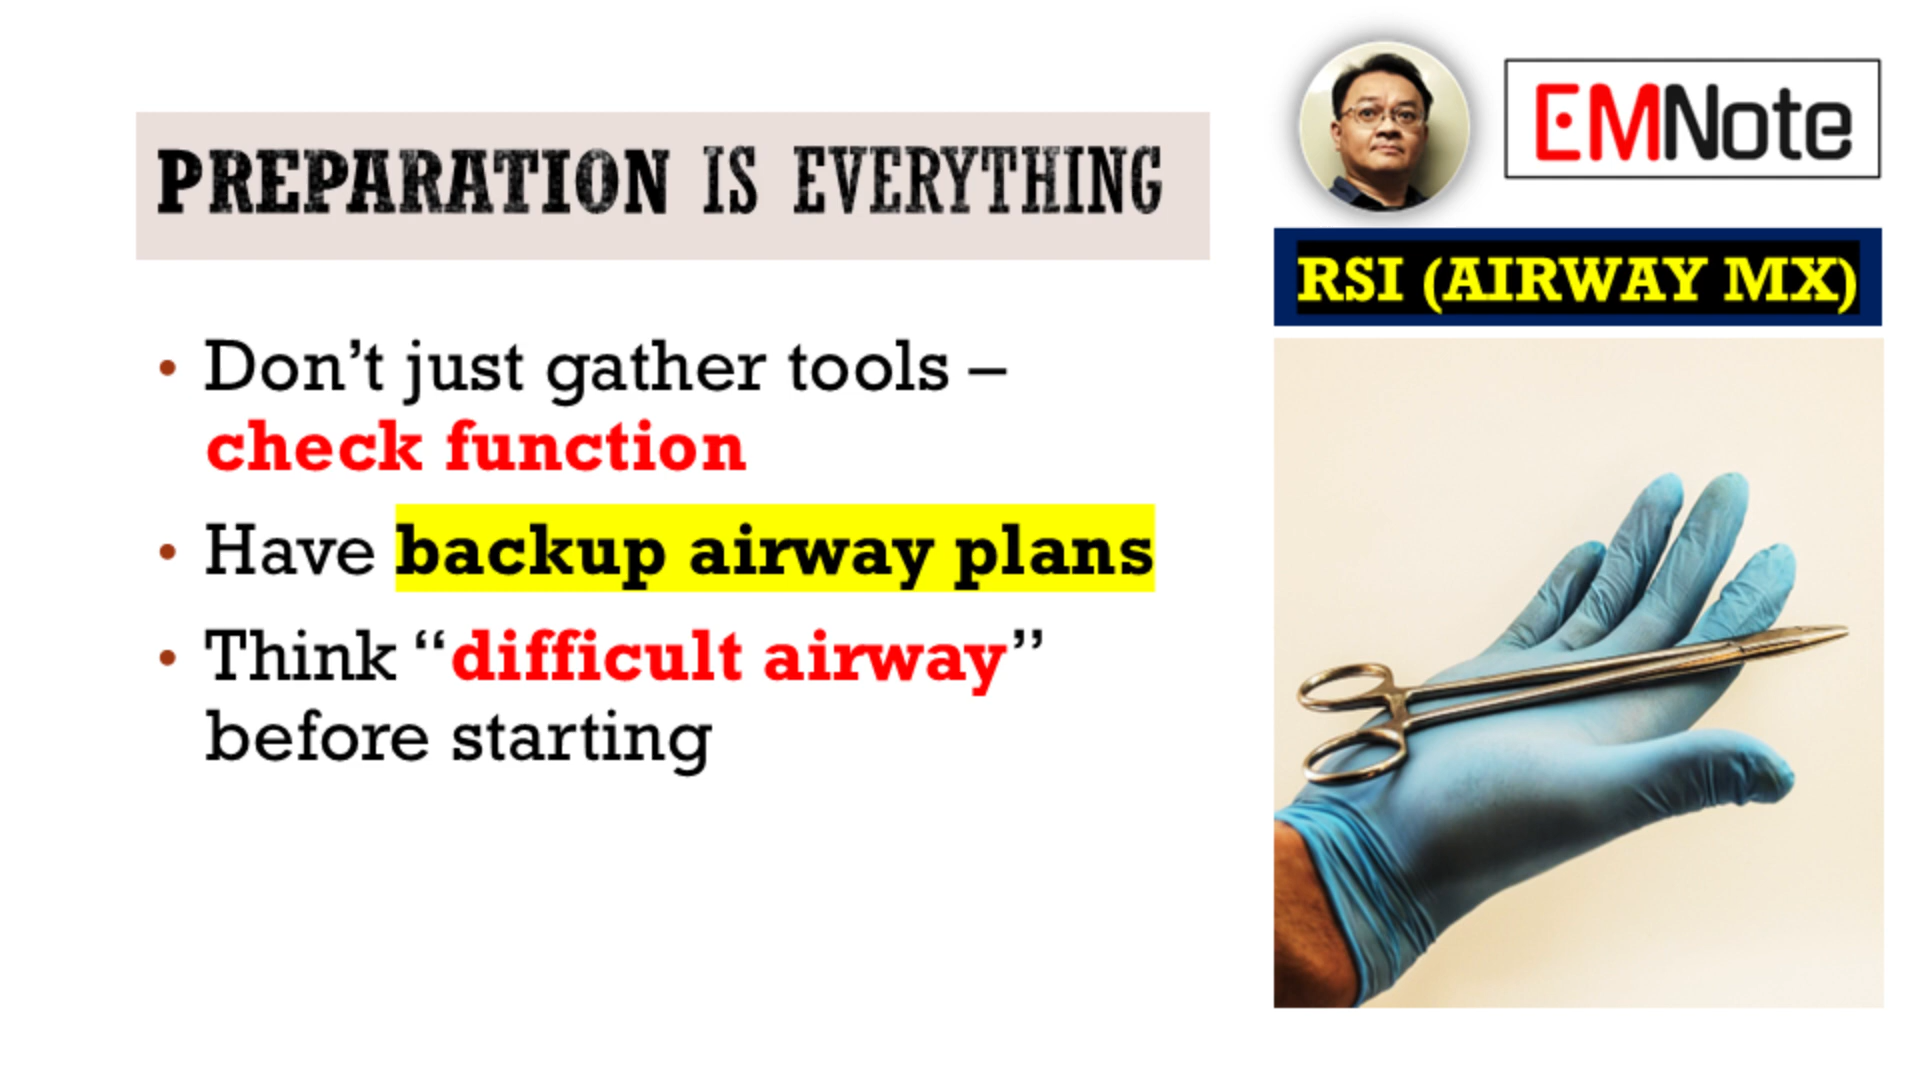 PREPARATION IS EVERYTHING
• Don’t just gather tools –
check function
• Have backup airway plans
• Think “difficult airway”
before starting
EMNote
RSI (AIRWAY MX)